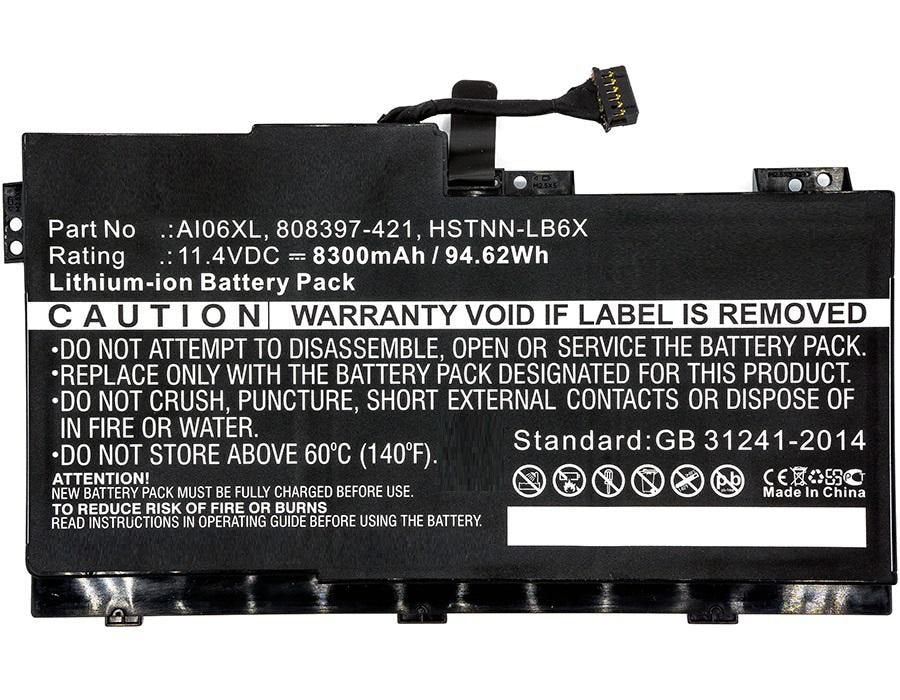 Part No .:AI06XL, 808397-421, HSTNN-LB6X
Rating .: 11.4VDC ⎓ 8300mAh / 94.62Wh
Lithium-ion Battery Pack
CAUTION WARRANTY VOID IF LABEL IS REMOVED
•DO NOT ATTEMPT TO DISASSEMBLE, OPEN OR SERVICE THE BATTERY PACK.
•REPLACE ONLY WITH THE BATTERY PACK DESIGNATED FOR THIS PRODUCT.
•DO NOT CRUSH, PUNCTURE, SHORT EXTERNAL CONTACTS OR DISPOSE OF
IN FIRE OR WATER.
•DO NOT STORE ABOVE 60ºC (140ºF).
Standard:GB 31241-2014
ATTENTION!
NEW BATTERY PACK MUST BE FULLY CHARGED BEFORE USE.
TO REDUCE RISK OF FIRE OR BURNS
READ INSTRUCTIONS IN OPERATING GUIDE BEFORE USING THE BATTERY.
Pb
CE
Made In China